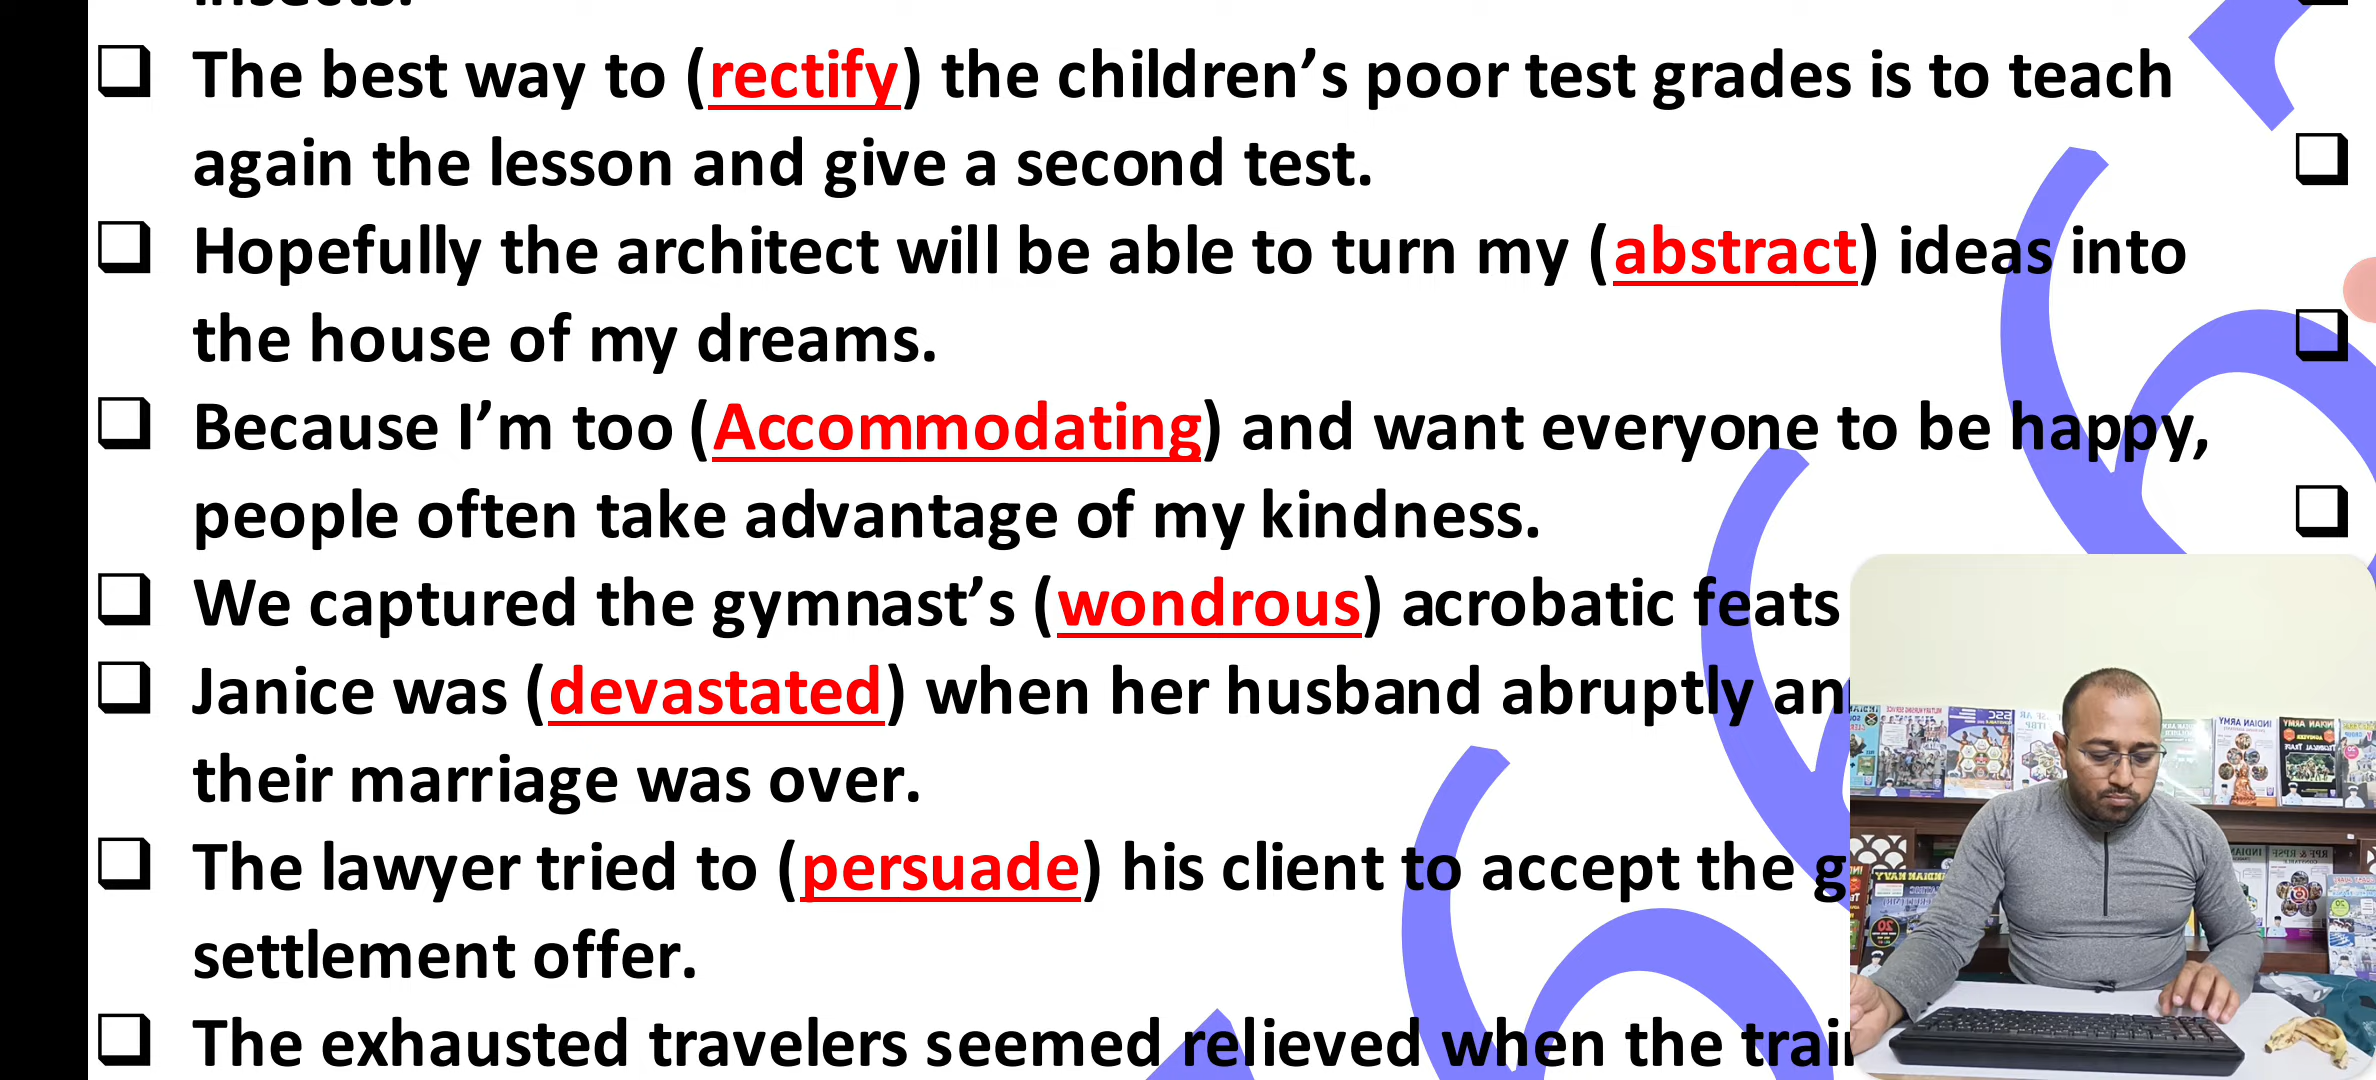 The best way to (rectify) the children’s poor test grades is to teach
again the lesson and give a second test.
Hopefully the architect will be able to turn my (abstract) ideas into
the house of my dreams.
Because I’m too (Accommodating) and want everyone to be happy,
people often take advantage of my kindness.
We captured the gymnast’s (wondrous) acrobatic feats
Janice was (devastated) when her husband abruptly an
their marriage was over.
The lawyer tried to (persuade) his client to accept the g
settlement offer.
The exhausted travelers seemed relieved when the